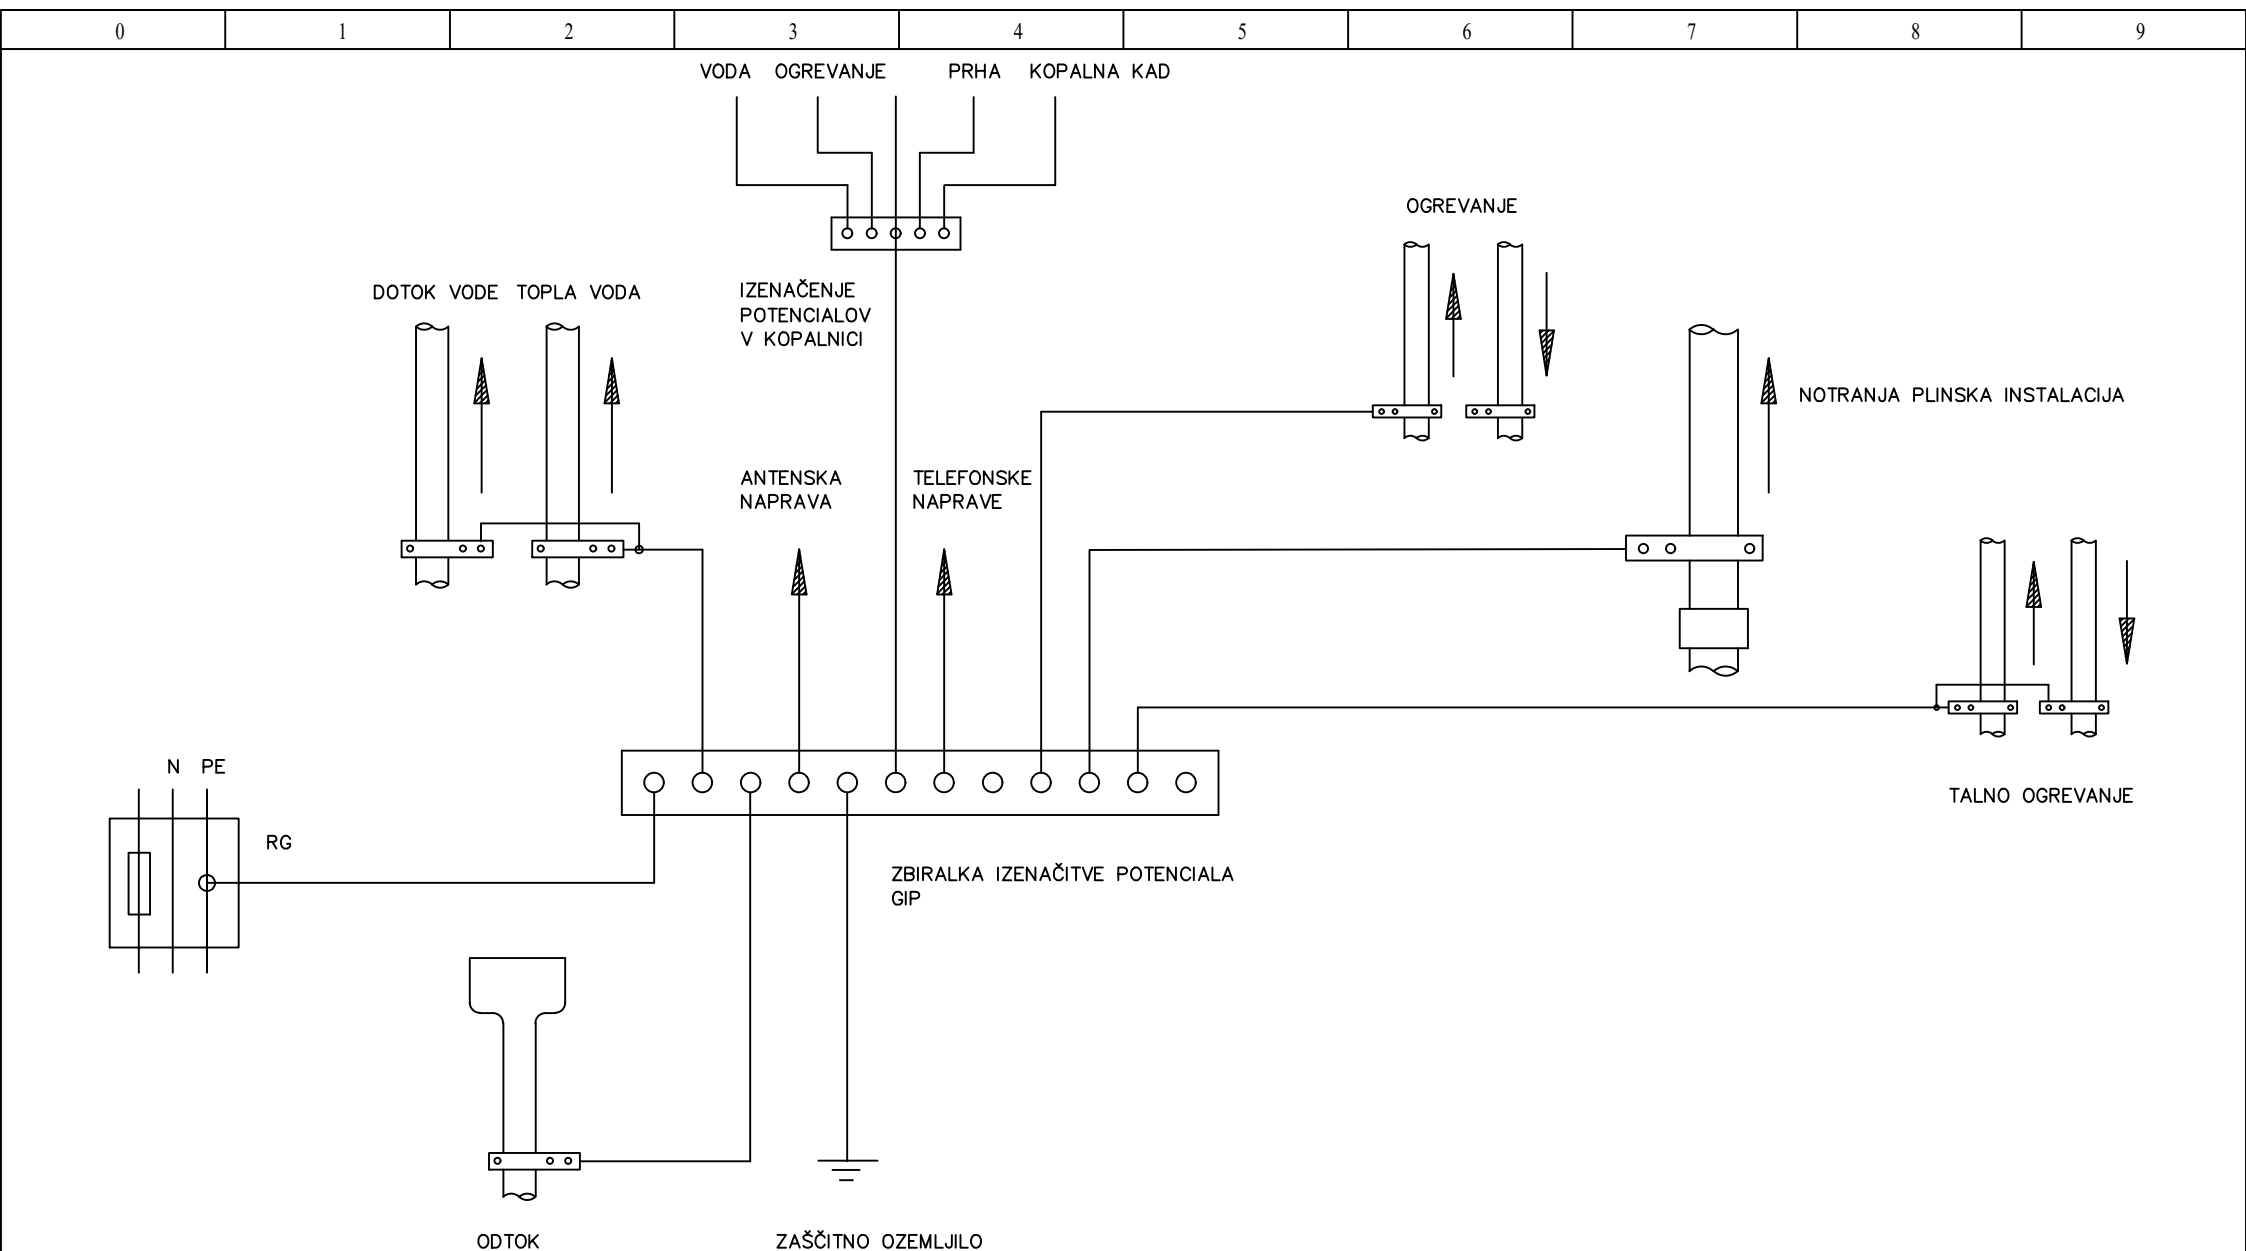 0 1 2 3 4 5 6 7 8 9
VODA OGREVANJE PRHA KOPALNA KAD
OGREVANJE
DOTOK VODE TOPLA VODA
IZENAČENJE
POTENCIALOV
V KOPALNICI
NOTRANJA PLINSKA INSTALACIJA
ANTENSKA
NAPRAVA
TELEFONSKE
NAPRAVE
N PE
TALNO OGREVANJE
RG
ZBIRALKA IZENAČITVE POTENCIALA
GIP
ODTOK
ZAŠČITNO OZEMLJILO